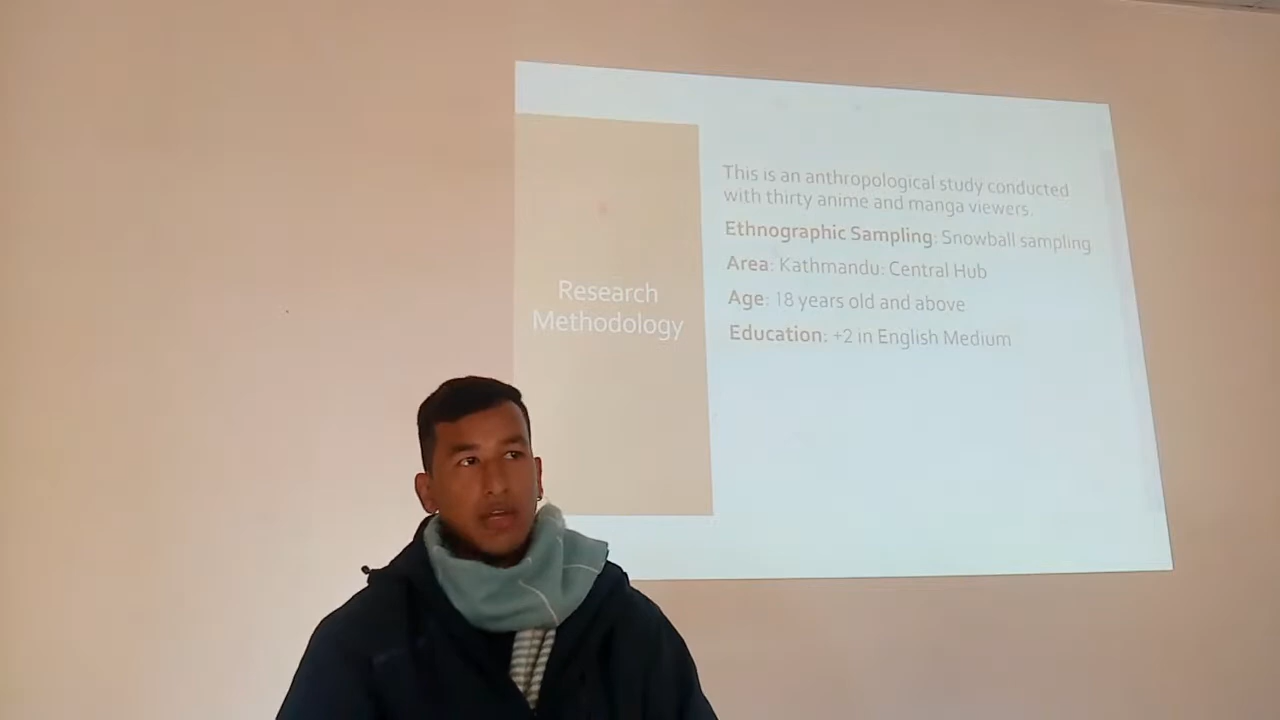 Research
Methodology
This is an anthropological study conducted
with thirty anime and manga viewers.
Ethnographic Sampling: Snowball sampling
Area: Kathmandu: Central Hub
Age: 18 years old and above
Education: +2 in English Medium